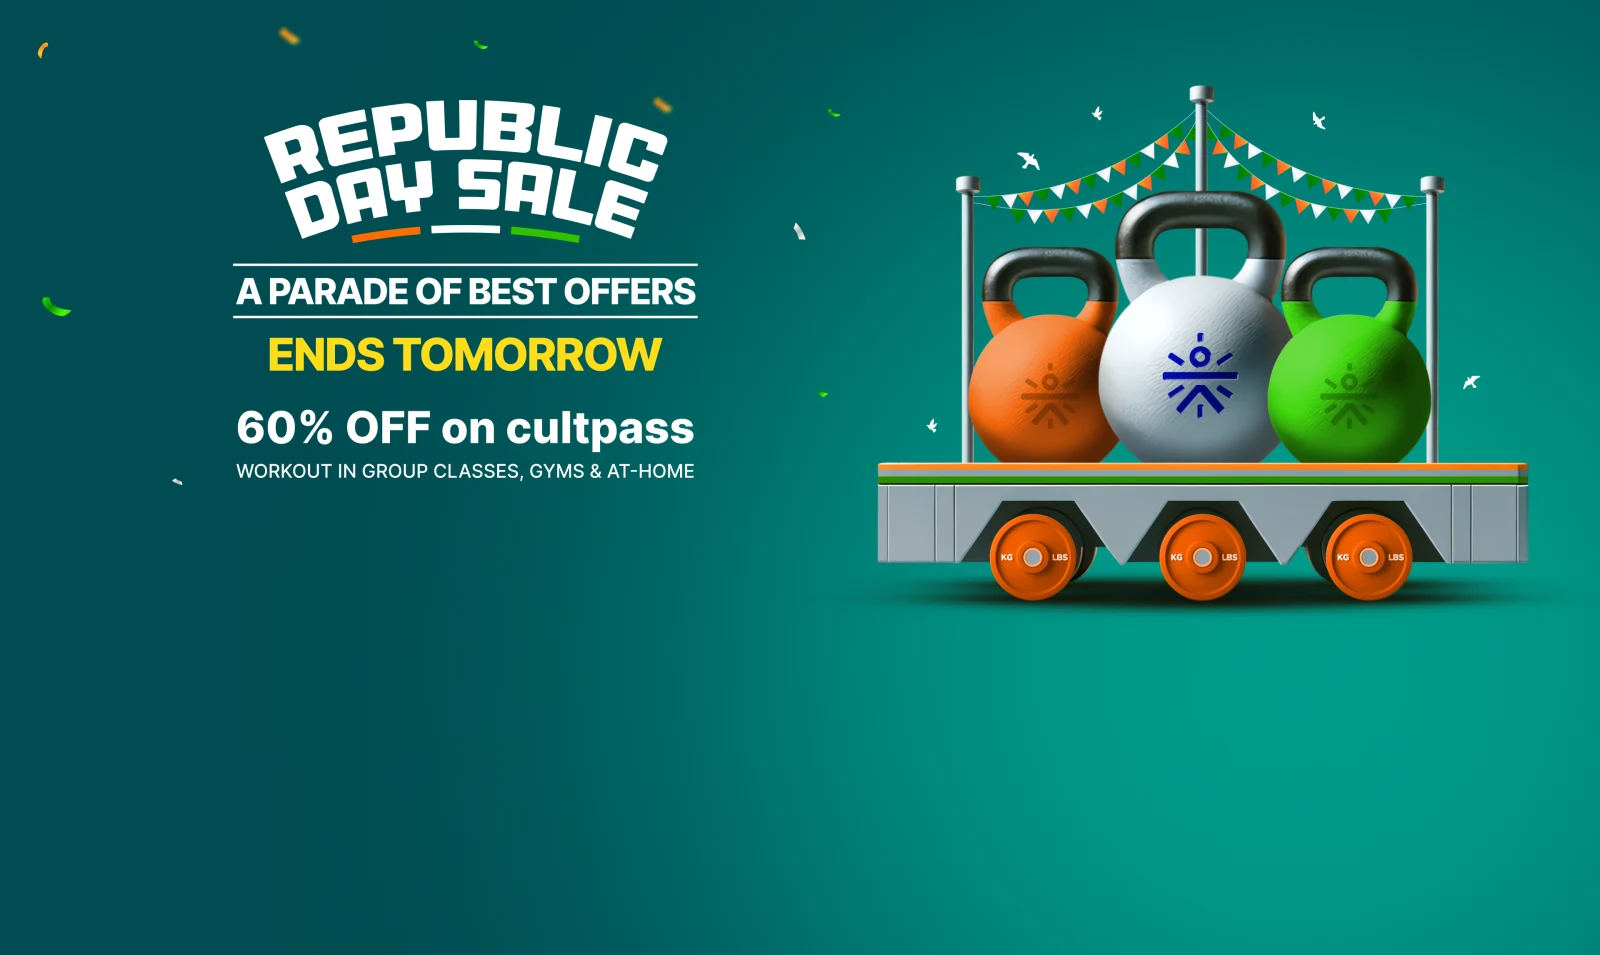 REPUBLIC
DAY SALE
A PARADE OF BEST OFFERS
ENDS TOMORROW
60% OFF on cultpass
WORKOUT IN GROUP CLASSES, GYMS & AT-HOME
KG LBS
KG LBS
KG LBS